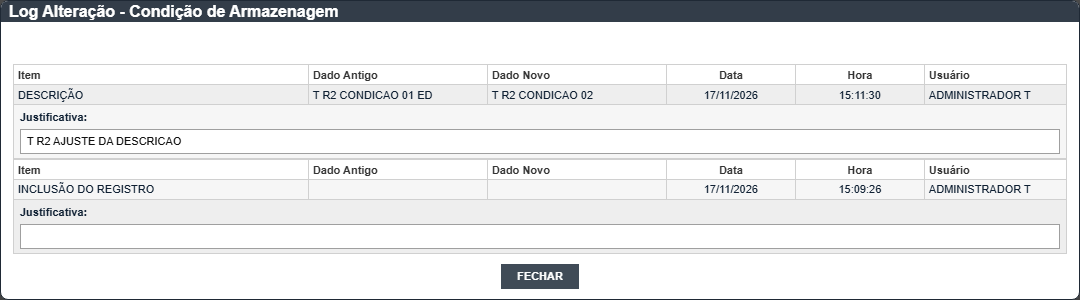 Log Alteração - Condição de Armazenagem
Item Dado Antigo Dado Novo Data Hora Usuário
DESCRIÇÃO T R2 CONDICAO 01 ED T R2 CONDICAO 02 17/11/2026 15:11:30 ADMINISTRADOR T
Justificativa:
T R2 AJUSTE DA DESCRICAO
Item Dado Antigo Dado Novo Data Hora Usuário
INCLUSÃO DO REGISTRO 17/11/2026 15:09:26 ADMINISTRADOR T
Justificativa:
FECHAR